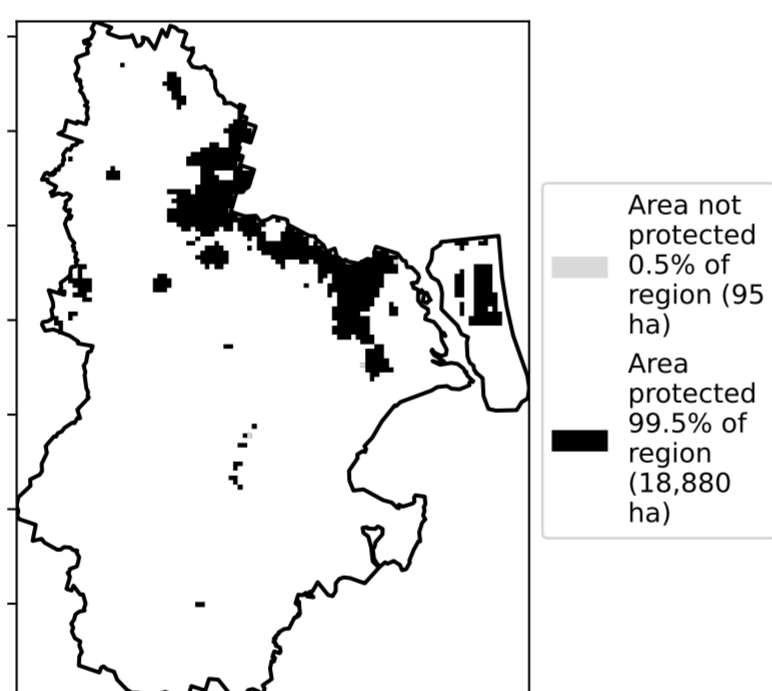 Area not
protected
0.5% of
region (95
ha)
Area
protected
99.5% of
region
(18,880
ha)